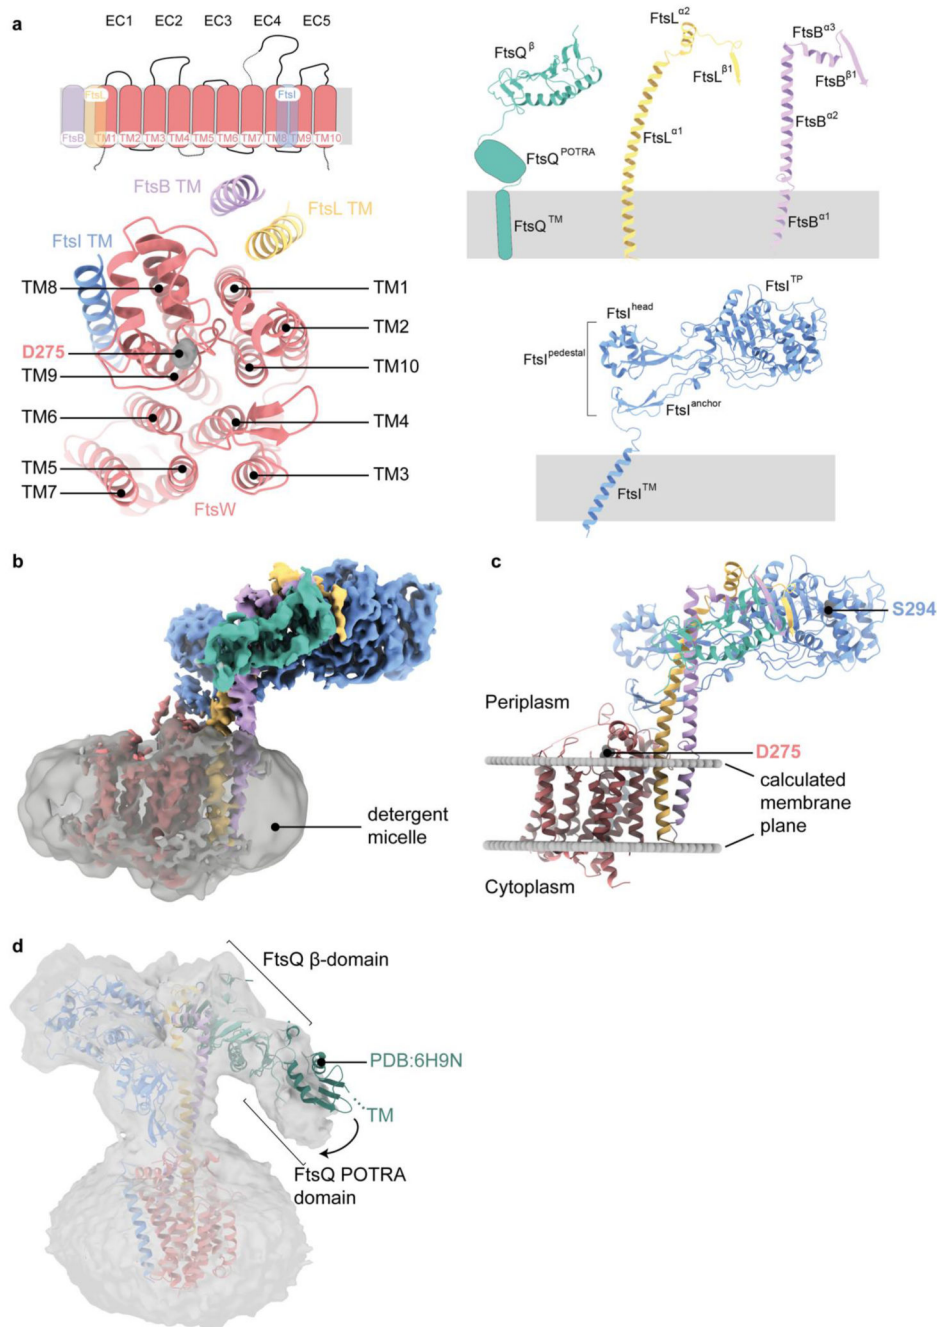 a
EC1 EC2 EC3 EC4 EC5
FtsL FtsI
FtsB TM1 TM2 TM3 TM4 TM5 TM6 TM7 TM8 TM9 TM10
FtsB TM
FtsL TM
FtsI TM
TM8
D275
TM9
TM6
TM5
TM7
TM1
TM2
TM10
TM4
TM3
FtsW
FtsQβ
FtsQPOTRA
FtsQTM
FtsLα2
FtsLβ1
FtsLα1
FtsBα3
FtsBβ1
FtsBα2
FtsBα1
FtsITP
FtsIhead
FtsIpedestal
FtsIanchor
FtsITM
b
detergent
micelle
c
S294
Periplasm
D275
calculated
membrane
plane
Cytoplasm
d
FtsQ β-domain
PDB:6H9N
TM
FtsQ POTRA
domain